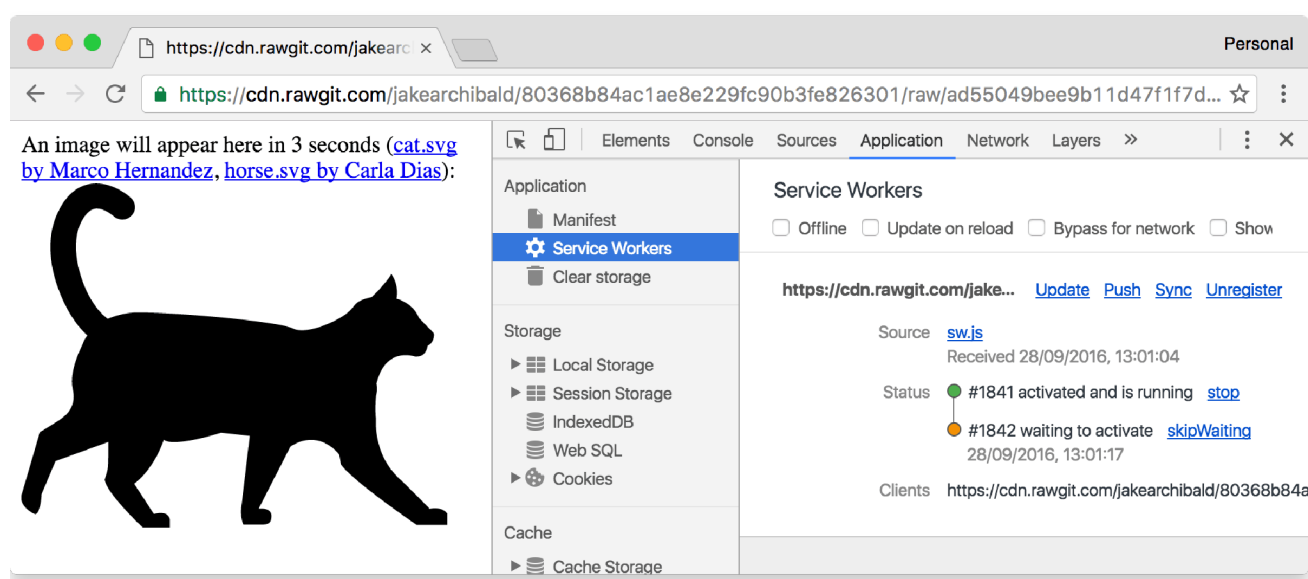 https://cdn.rawgit.com/jakearc
Personal
https://cdn.rawgit.com/jakearchibald/80368b84ac1ae8e229fc90b3fe826301/raw/ad55049bee9b11d47f1f7d...
An image will appear here in 3 seconds (cat.svg
by Marco Hernandez, horse.svg by Carla Dias):
Elements Console Sources Application Network Layers »
Application
Manifest
Service Workers
Clear storage
Storage
Local Storage
Session Storage
IndexedDB
Web SQL
Cookies
Cache
Cache Storage
Service Workers
Offline Update on reload Bypass for network Show
https://cdn.rawgit.com/jake... Update Push Sync Unregister
Source sw.js
Received 28/09/2016, 13:01:04
Status #1841 activated and is running stop
#1842 waiting to activate skipWaiting
28/09/2016, 13:01:17
Clients https://cdn.rawgit.com/jakearchibald/80368b84a